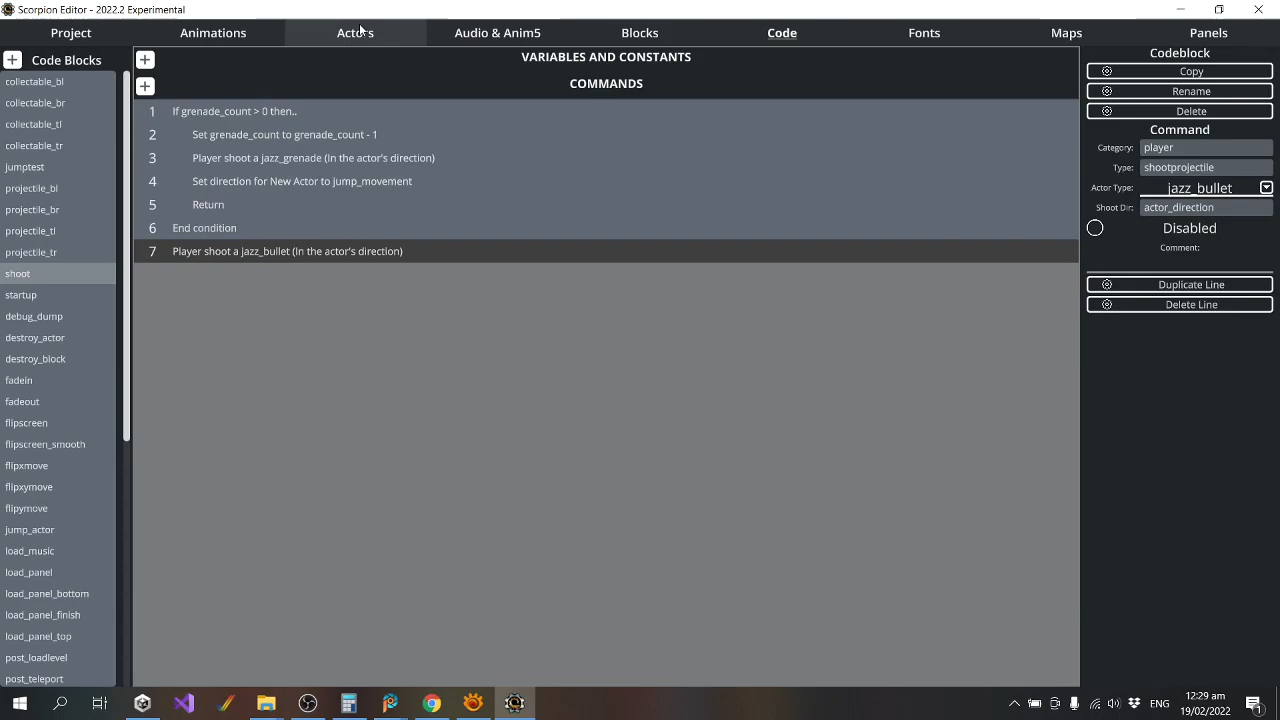 Scorpion Editor - 2022.2 Experimental
Project
Animations
Actors
Audio & Anim5
Blocks
Code
Fonts
Maps
Panels
Code Blocks
collectable_bl
collectable_br
collectable_tl
collectable_tr
jumptest
projectile_bl
projectile_br
projectile_tl
projectile_tr
shoot
startup
debug_dump
destroy_actor
destroy_block
fadein
fadeout
flipscreen
flipscreen_smooth
flipxmove
flipxymove
flipymove
jump_actor
load_music
load_panel
load_panel_bottom
load_panel_finish
load_panel_top
post_loadlevel
post_teleport
VARIABLES AND CONSTANTS
COMMANDS
1 If grenade_count > 0 then..
2 Set grenade_count to grenade_count - 1
3 Player shoot a jazz_grenade (In the actor's direction)
4 Set direction for New Actor to jump_movement
5 Return
6 End condition
7 Player shoot a jazz_bullet (In the actor's direction)
Codeblock
Copy
Rename
Delete
Command
Category: player
Type: shootprojectile
Actor Type: jazz_bullet
Shoot Dir: actor_direction
Disabled
Comment:
Duplicate Line
Delete Line
ENG
12:29 am
19/02/2022